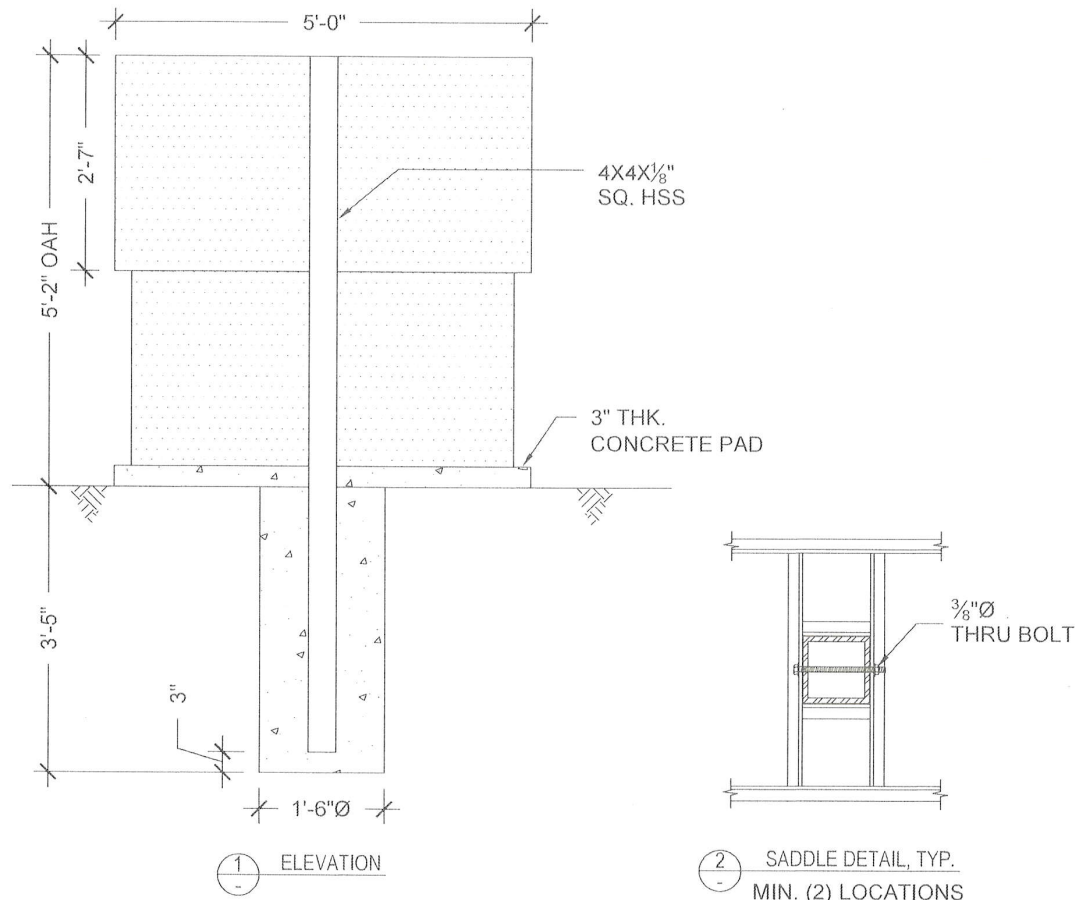 5'-0"
2'-7"
5'-2" OAH
4X4X⅛"
SQ. HSS
3" THK.
CONCRETE PAD
3'-5"
3"
1'-6"Ø
1
-
ELEVATION
⅜"Ø
THRU BOLT
2
-
SADDLE DETAIL, TYP.
MIN. (2) LOCATIONS